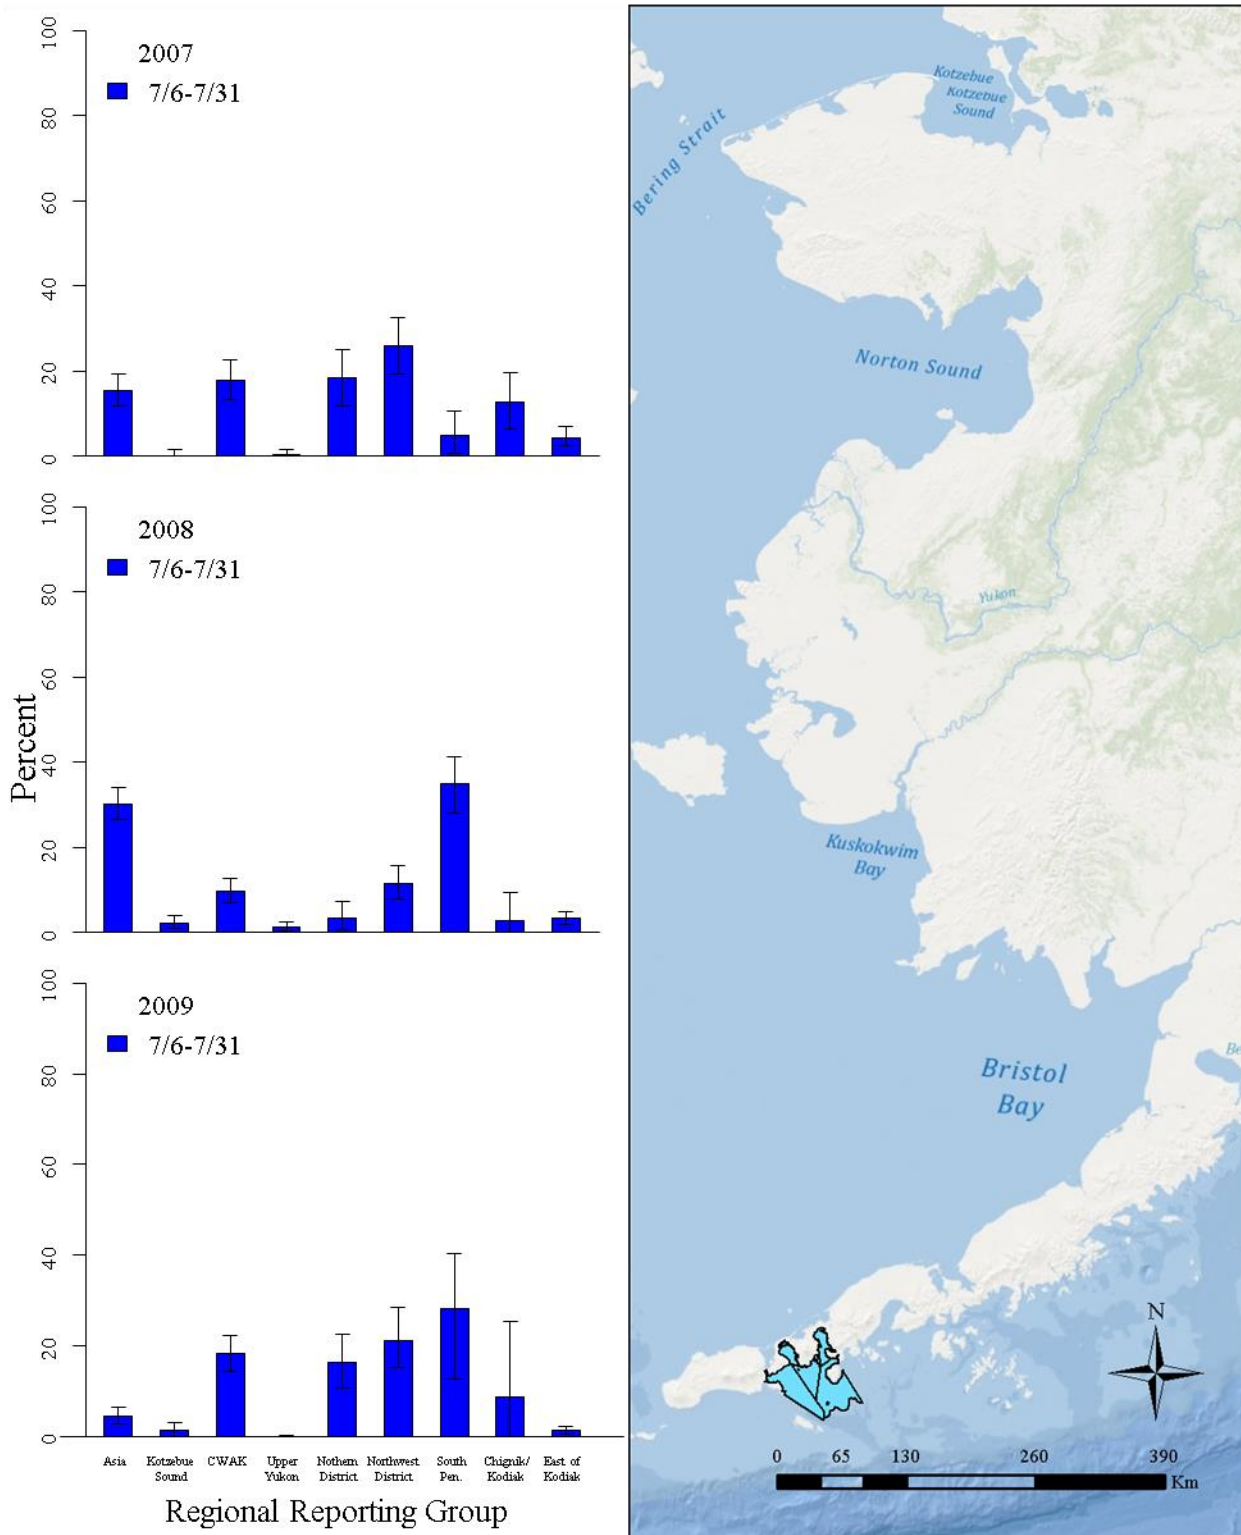 2007
7/6-7/31
100
80
60
40
20
0
2008
7/6-7/31
100
80
60
40
20
0
2009
7/6-7/31
100
80
60
40
20
0
Percent
Asia
Kotzebue
Sound
CWAK
Upper
Yukon
Nothern
District
Northwest
District
South
Pen.
Chignik/
Kodiak
East of
Kodiak
Regional Reporting Group
Kotzebue
Kotzebue
Sound
Bering Strait
Norton Sound
Yukon
Kuskokwim
Bay
Bristol
Bay
Be
N
0 65 130 260 390
Km